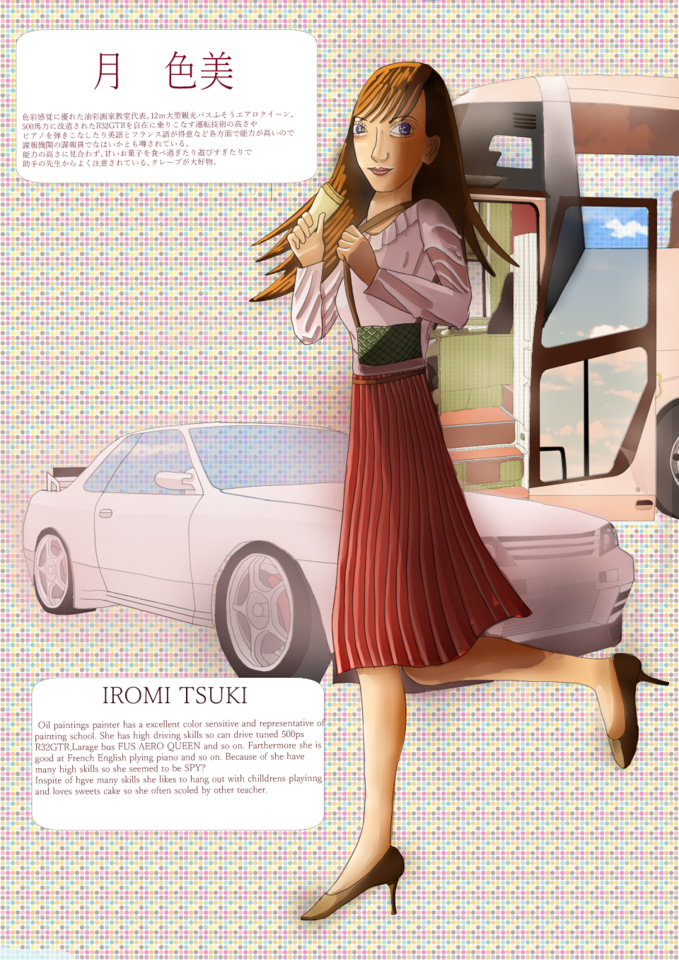 月　色美
色彩感覚に優れた油彩画家教室代表。12m大型観光バスふそうエアロクイーン、
500馬力に改造されたR32GTRを自在に乗りこなす運転技術の高さや
ピアノを弾きこなしたり英語とフランス語が得意など各方面で能力が高いので
諜報機関の諜報員ではないかとも噂されている。
能力の高さに見合わず、甘いお菓子を食べ過ぎたり遊びすぎたりで
助手の先生からよく注意されている。クレープが大好物。
IROMI TSUKI
Oil paintings painter has a excellent color sensitive and representative of
painting school. She has high driving skills so can drive tuned 500ps
R32GTR,Larage bus FUS AERO QUEEN and so on. Farthermore she is
good at French English plying piano and so on. Because of she have
many high skills so she seemed to be SPY?
Inspite of hgve many skills she likes to hang out with chilldrens playinng
and loves sweets cake so she often scoled by other teacher.